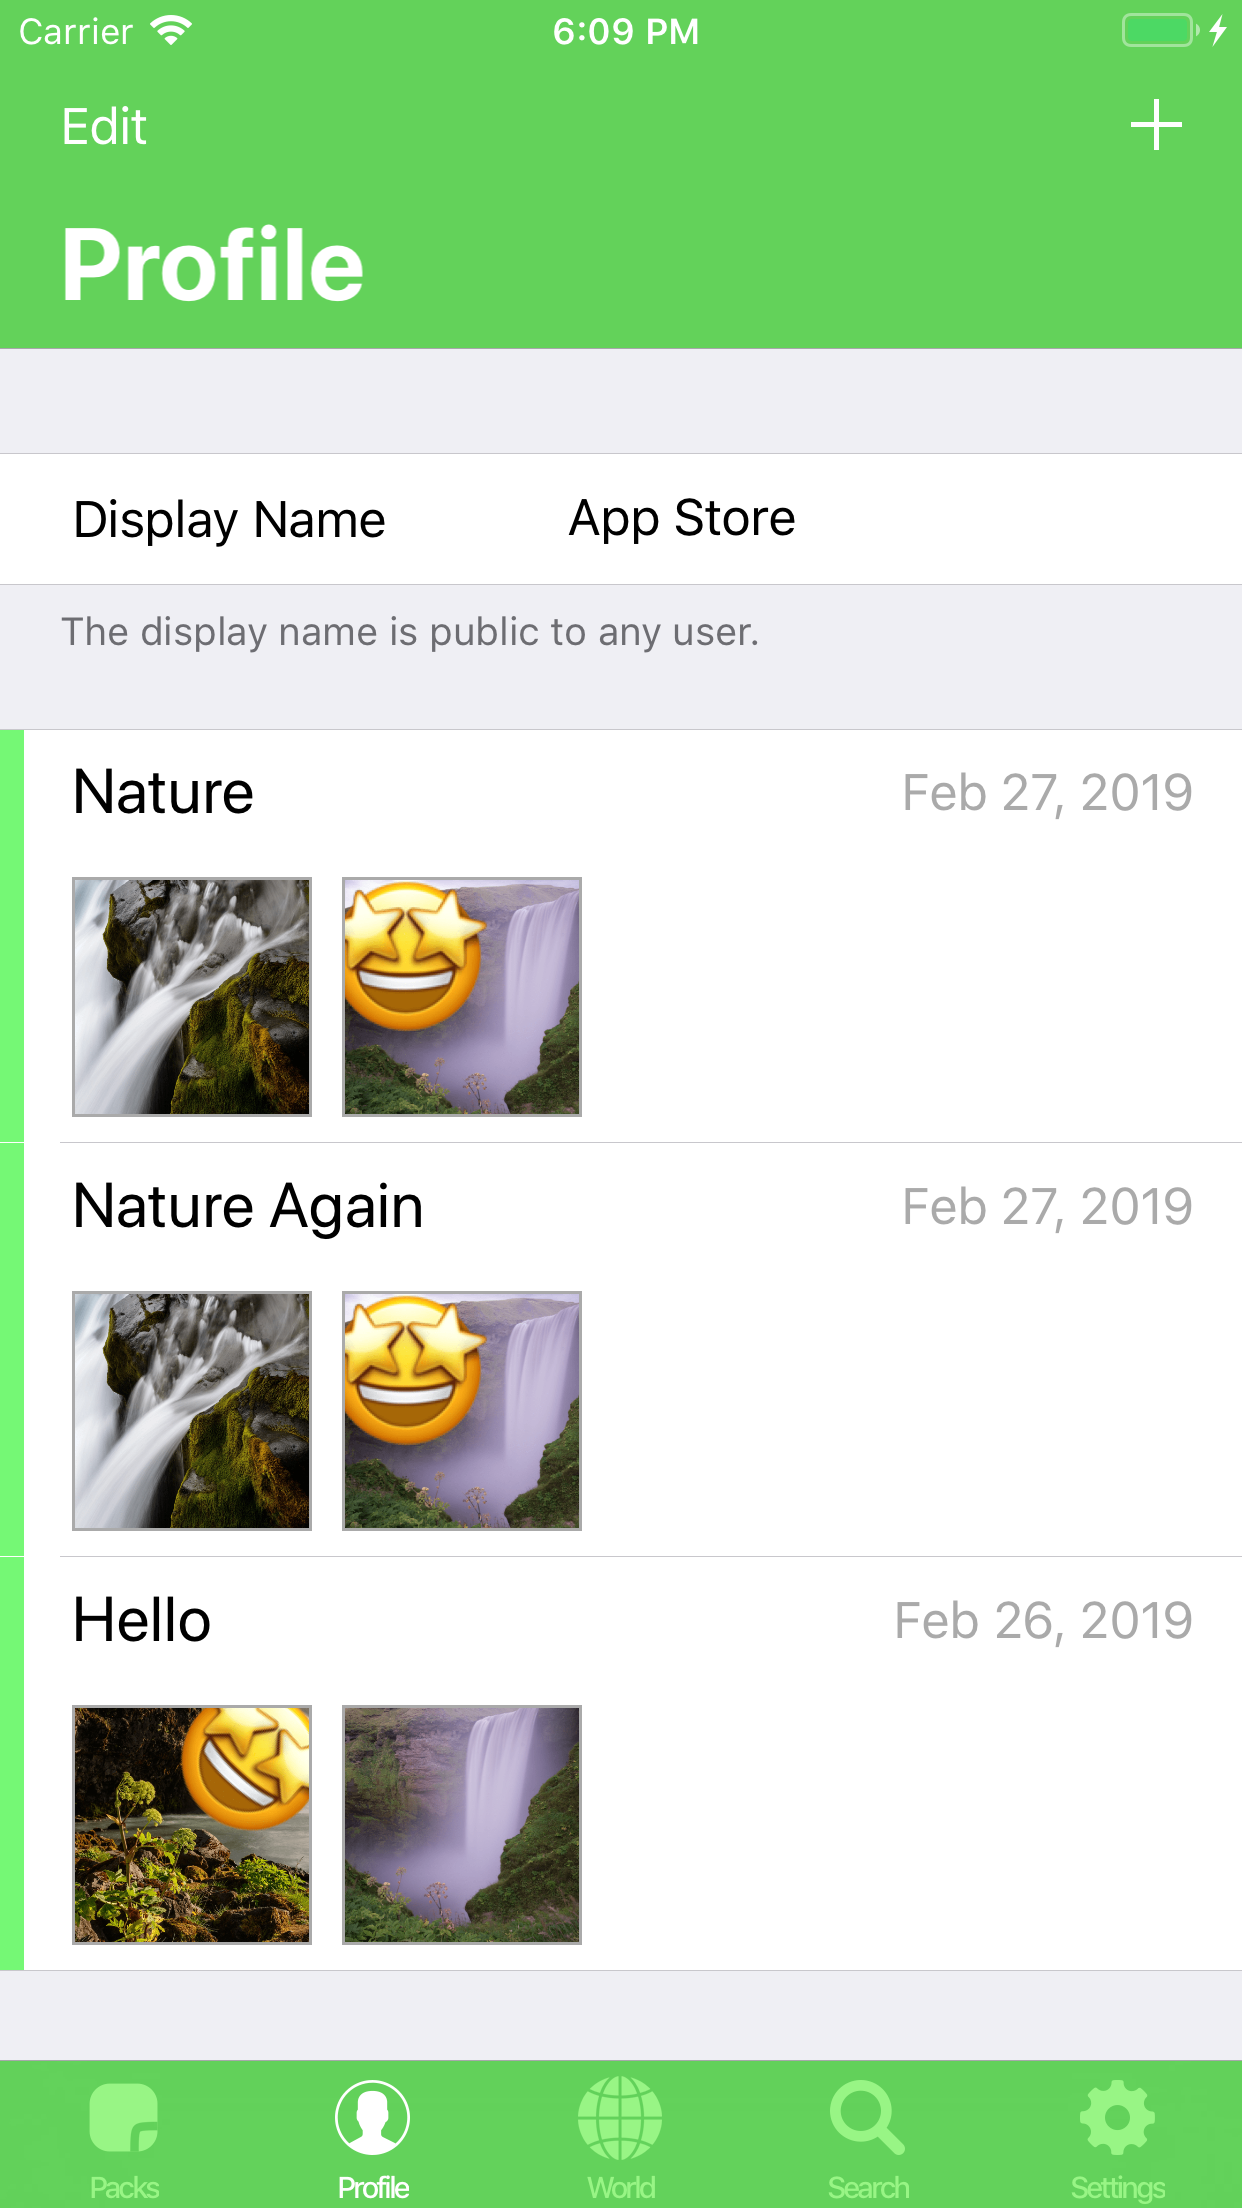 Carrier 6:09 PM
Edit
Profile
Display Name App Store
The display name is public to any user.
Nature Feb 27, 2019
Nature Again Feb 27, 2019
Hello Feb 26, 2019
Packs Profile World Search Settings